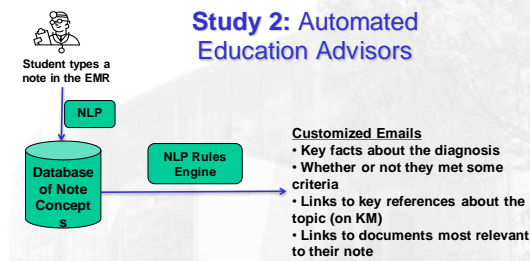 Study 2: Automated
Education Advisors
Student types a
note in the EMR
NLP
Database
of Note
Concept
s
NLP Rules
Engine
Customized Emails
• Key facts about the diagnosis
• Whether or not they met some
criteria
• Links to key references about the
topic (on KM)
• Links to documents most relevant
to their note